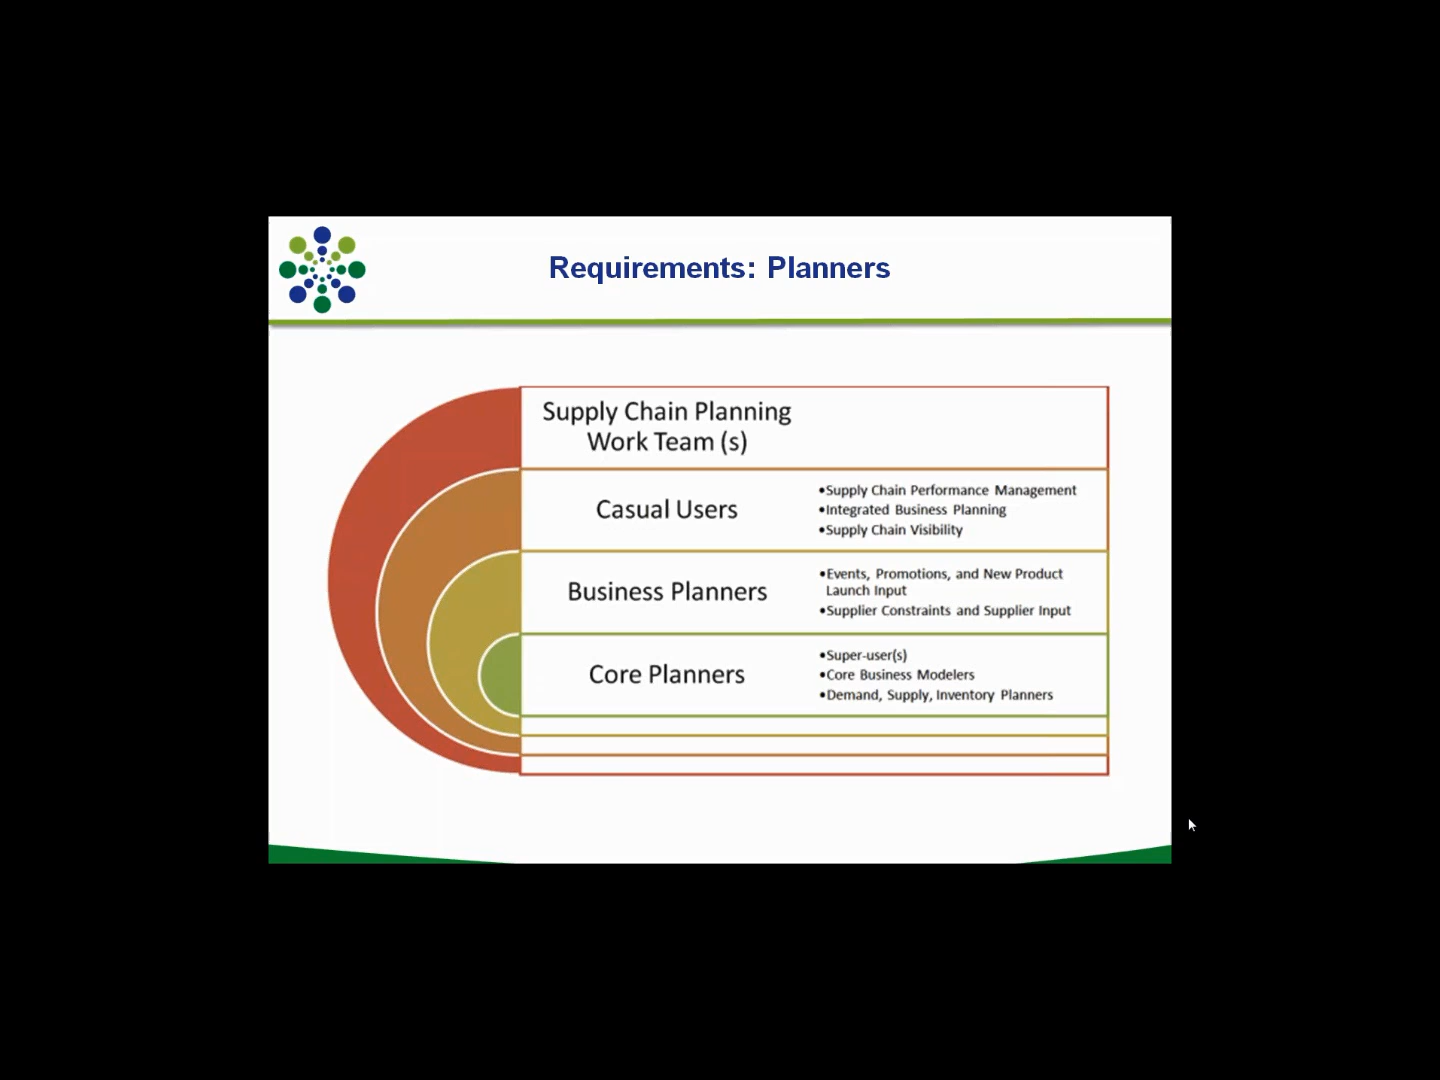 Requirements: Planners
Supply Chain Planning
Work Team (s)
Casual Users
•Supply Chain Performance Management
•Integrated Business Planning
•Supply Chain Visibility
Business Planners
•Events, Promotions, and New Product
Launch Input
•Supplier Constraints and Supplier Input
Core Planners
•Super-user(s)
•Core Business Modelers
•Demand, Supply, Inventory Planners